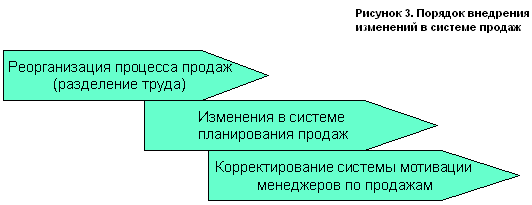 Рисунок 3. Порядок внедрения
изменений в системе продаж
Реорганизация процесса продаж
(разделение труда)
Изменения в системе
планирования продаж
Корректирование системы мотивации
менеджеров по продажам